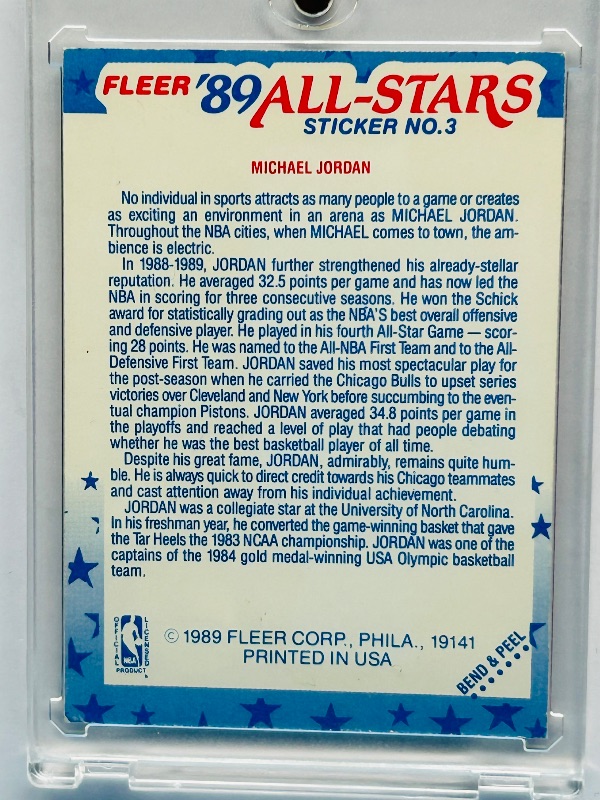 FLEER '89 ALL-STARS
STICKER NO.3
MICHAEL JORDAN
No individual in sports attracts as many people to a game or creates
as exciting an environment in an arena as MICHAEL JORDAN.
Throughout the NBA cities, when MICHAEL comes to town, the am-
bience is electric.
In 1988-1989, JORDAN further strengthened his already-stellar
reputation. He averaged 32.5 points per game and has now led the
NBA in scoring for three consecutive seasons. He won the Schick
award for statistically grading out as the NBA'S best overall offensive
and defensive player. He played in his fourth All-Star Game — scor-
ing 28 points. He was named to the All-NBA First Team and to the All-
Defensive First Team. JORDAN saved his most spectacular play for
the post-season when he carried the Chicago Bulls to upset series
victories over Cleveland and New York before succumbing to the even-
tual champion Pistons. JORDAN averaged 34.8 points per game in
the playoffs and reached a level of play that had people debating
whether he was the best basketball player of all time.
Despite his great fame, JORDAN, admirably, remains quite hum-
ble. He is always quick to direct credit towards his Chicago teammates
and cast attention away from his individual achievement.
JORDAN was a collegiate star at the University of North Carolina.
In his freshman year, he converted the game-winning basket that gave
the Tar Heels the 1983 NCAA championship. JORDAN was one of the
captains of the 1984 gold medal-winning USA Olympic basketball
team.
OFFICIAL LICENSED
NBA
PRODUCT
© 1989 FLEER CORP., PHILA., 19141
PRINTED IN USA
BEND & PEEL